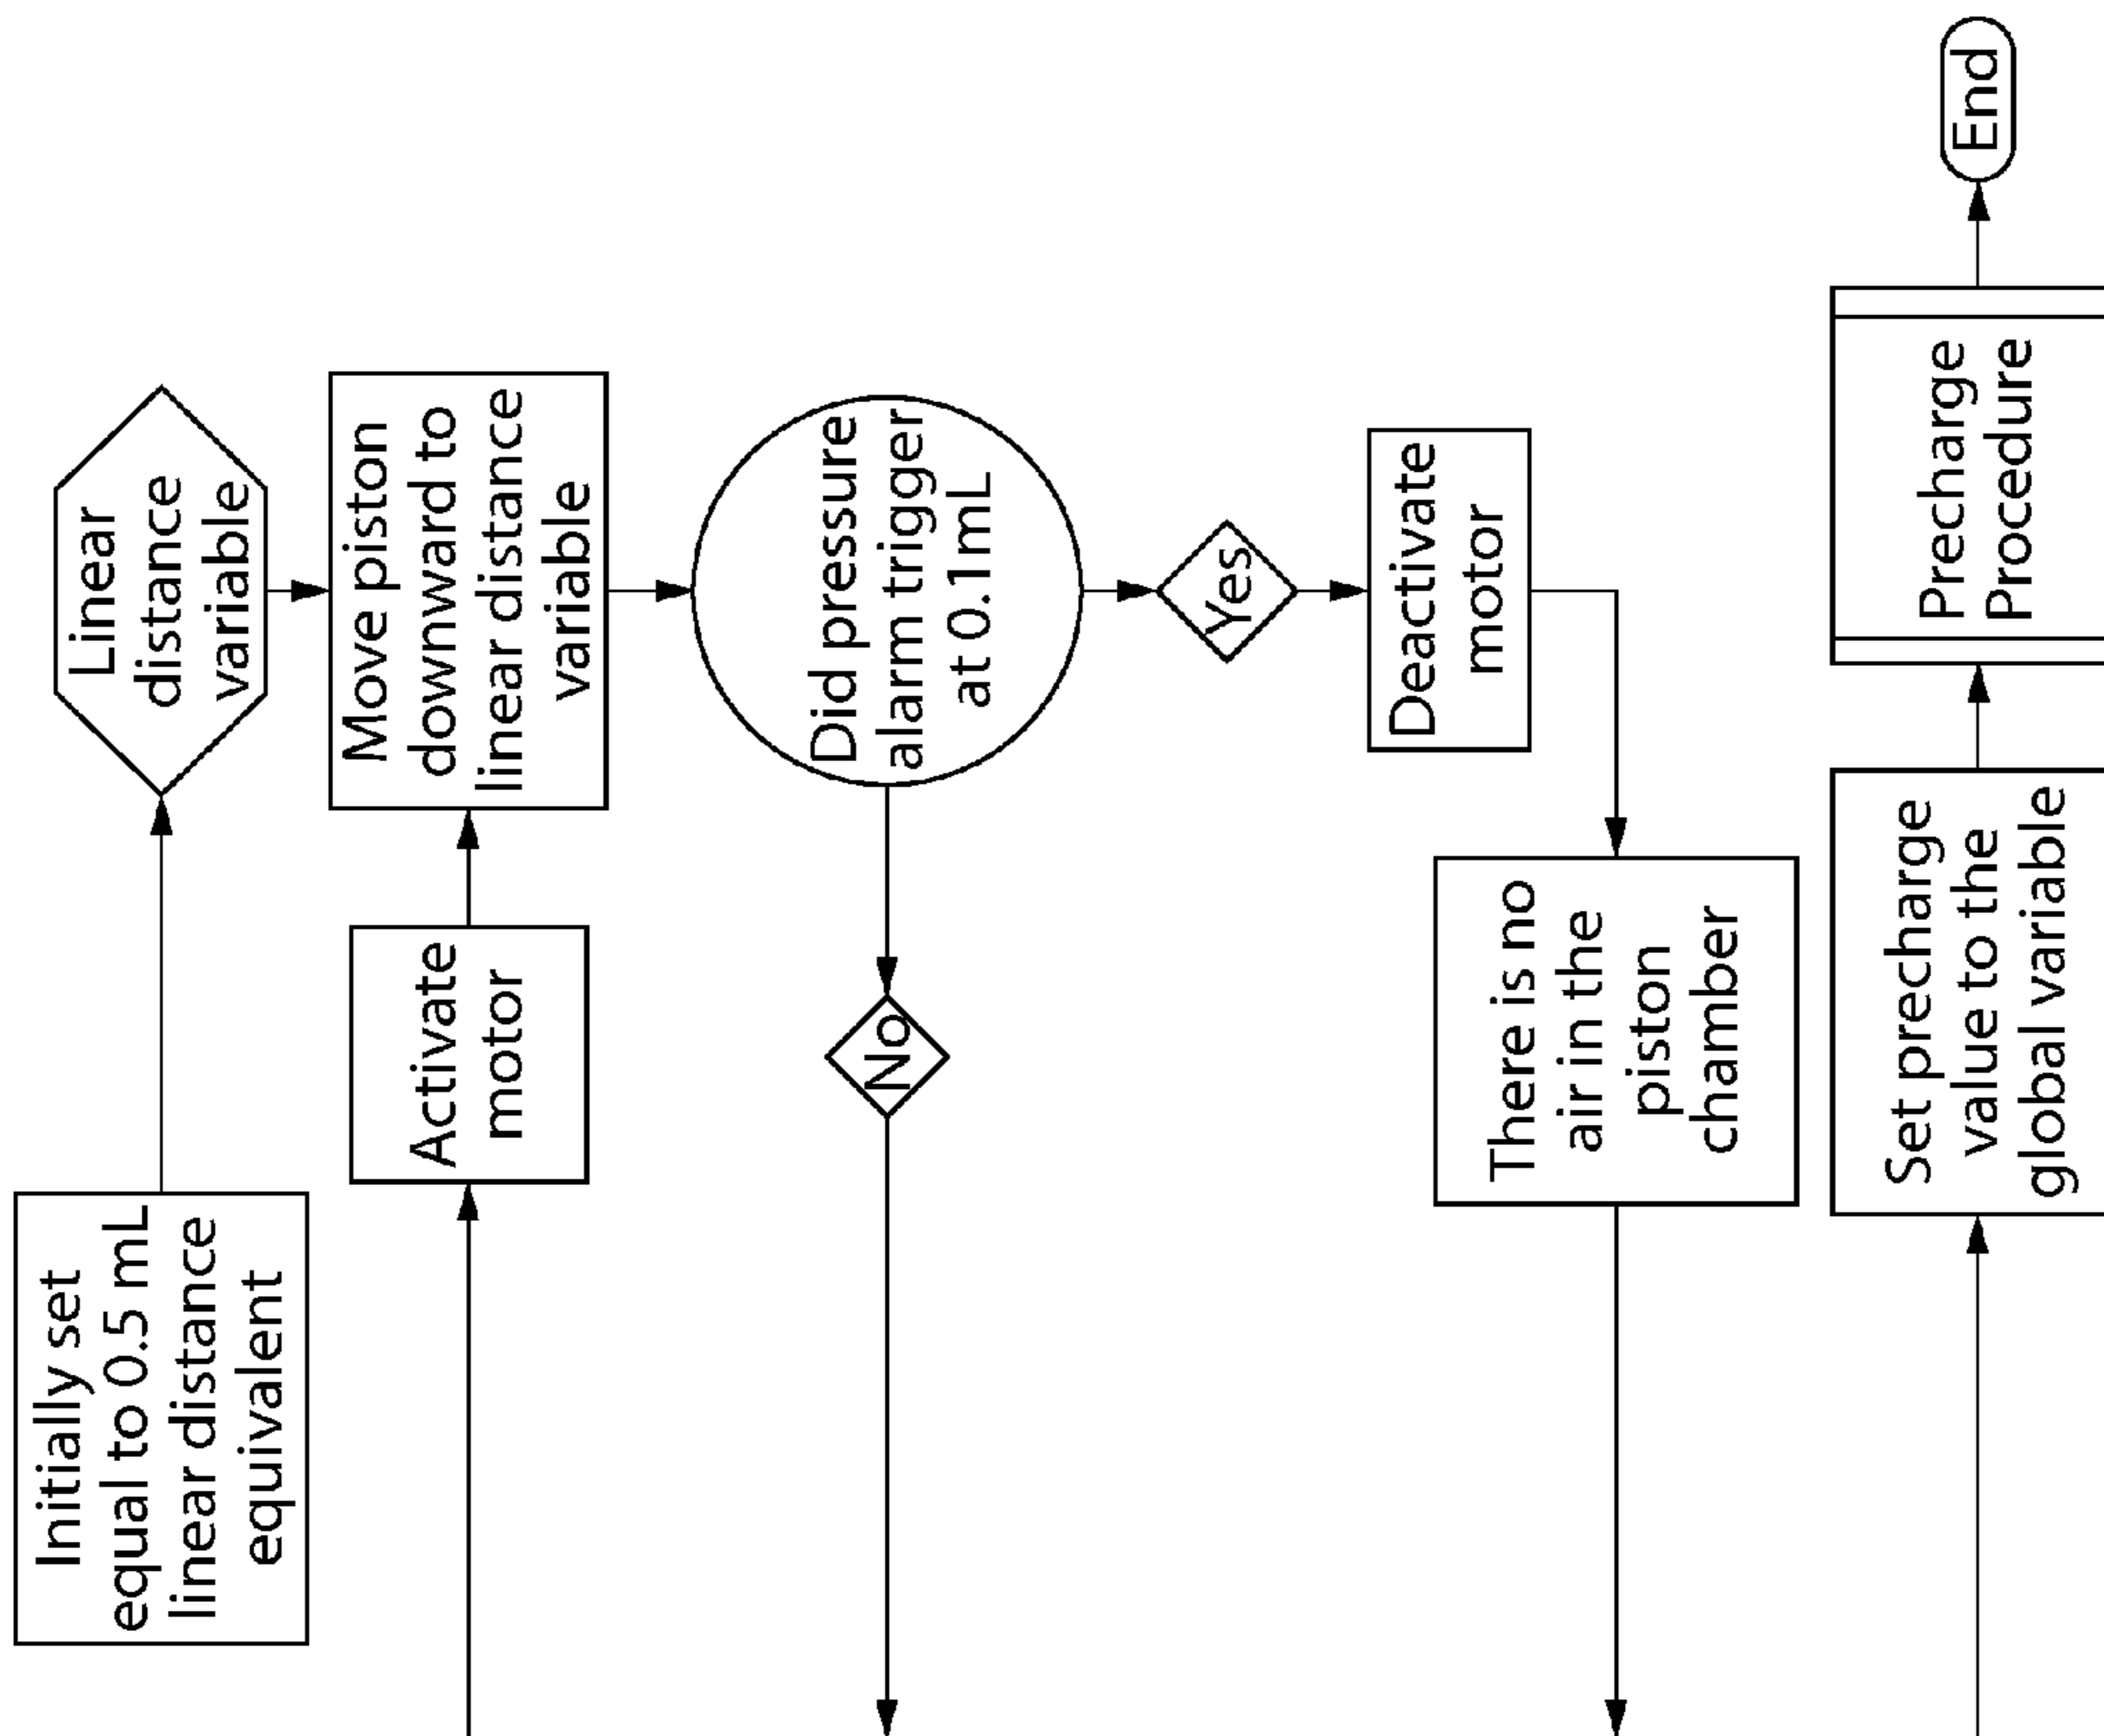 Initially set
equal to 0.5 mL
linear distance
equivalent
Linear
distance
variable
Activate
motor
Move piston
downward to
linear distance
variable
No
Did pressure
alarm trigger
at 0.1mL
Yes
Deactivate
motor
There is no
air in the
piston
chamber
Set precharge
value to the
global variable
Precharge
Procedure
End